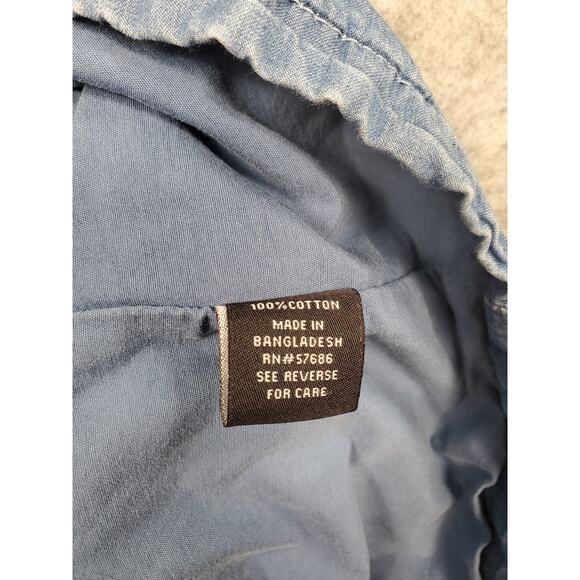 100% COTTON
MADE IN
BANGLADESH
RN#57686
SEE REVERSE
FOR CARE